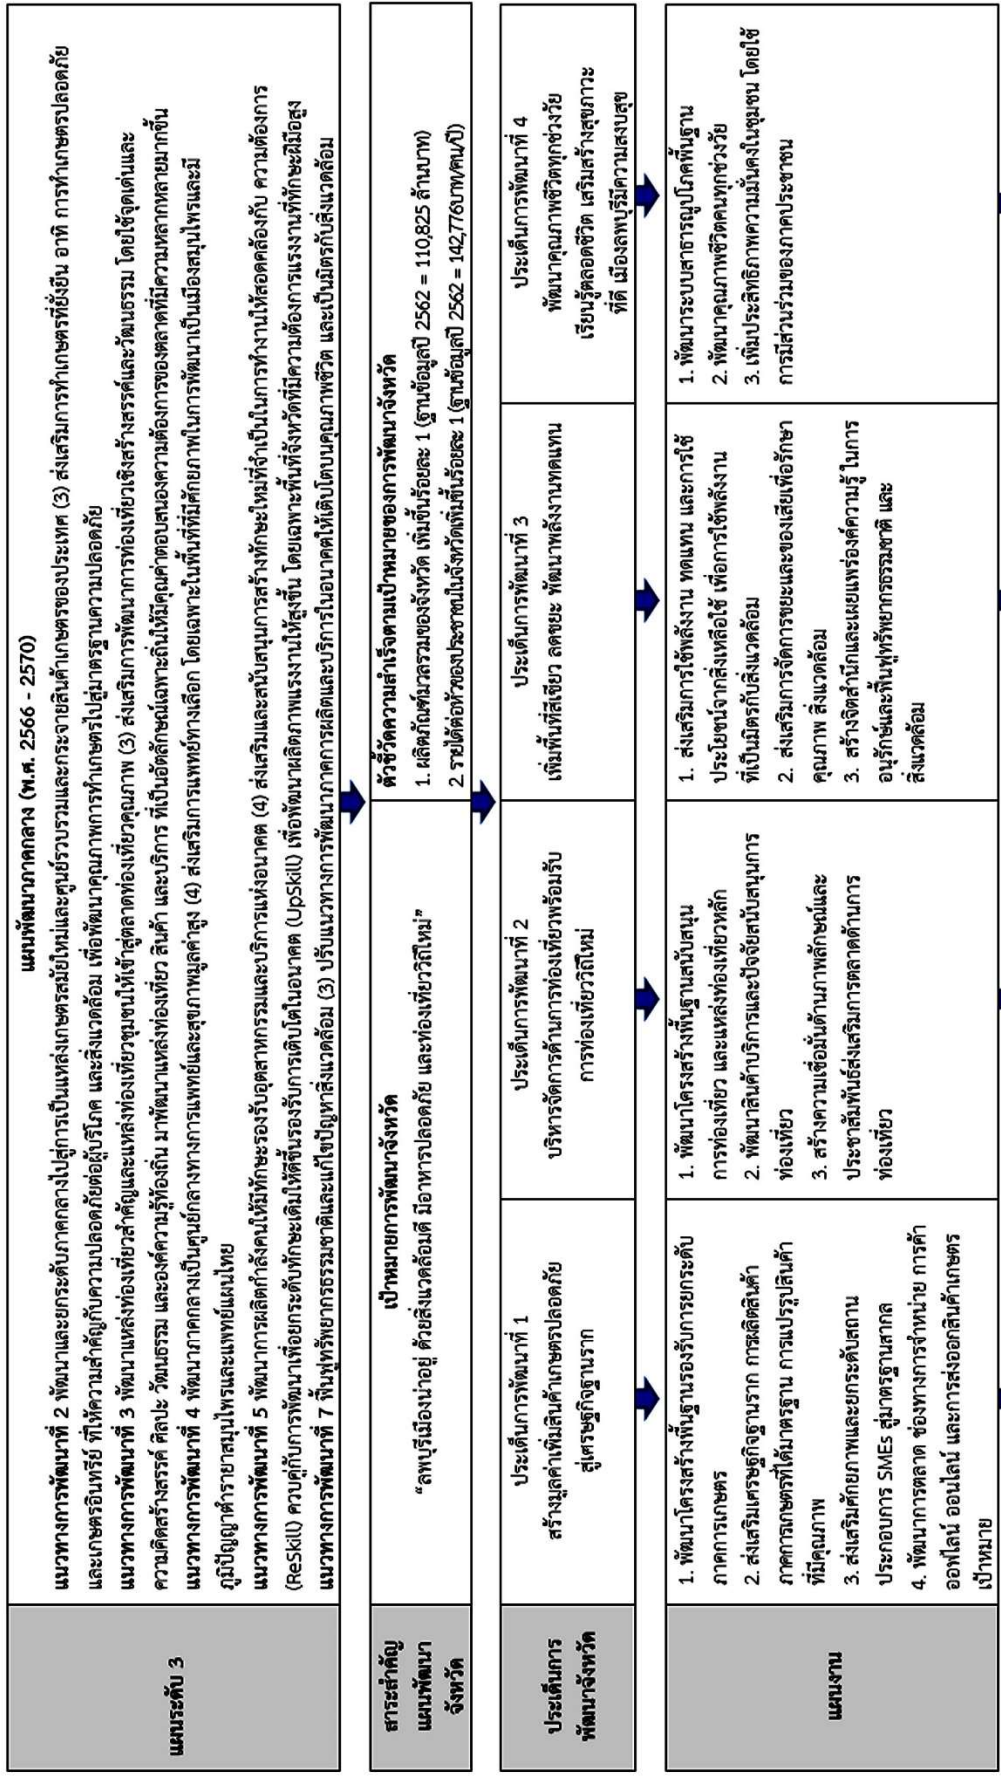 แผนระดับ 3
แผนพัฒนาภาคกลาง (พ.ศ. 2566 - 2570)
แนวทางการพัฒนาที่ 2 พัฒนาและยกระดับภาคกลางไปสู่การเป็นแหล่งเกษตรสมัยใหม่และศูนย์รวบรวมและกระจายสินค้าเกษตรของประเทศ (3) ส่งเสริมการทำเกษตรที่ยั่งยืน อาทิ การทำเกษตรปลอดภัย
และเกษตรอินทรีย์ ที่ให้ความสำคัญกับความปลอดภัยต่อผู้บริโภค และสิ่งแวดล้อม เพื่อพัฒนาคุณภาพการทำเกษตรไปสู่มาตรฐานความปลอดภัย
แนวทางการพัฒนาที่ 3 พัฒนาแหล่งท่องเที่ยวสำคัญและแหล่งท่องเที่ยวชุมชนให้เข้าสู่ตลาดท่องเที่ยวคุณภาพ (3) ส่งเสริมการพัฒนาการท่องเที่ยวเชิงสร้างสรรค์และวัฒนธรรม โดยใช้จุดเด่นและ
ความคิดสร้างสรรค์ ศิลปะ วัฒนธรรม และองค์ความรู้ท้องถิ่น มาพัฒนาแหล่งท่องเที่ยว สินค้า และบริการ ที่เป็นอัตลักษณ์เฉพาะถิ่นให้มีคุณค่าตอบสนองความต้องการของตลาดที่มีความหลากหลายมากขึ้น
แนวทางการพัฒนาที่ 4 พัฒนาภาคกลางเป็นศูนย์กลางทางการแพทย์และสุขภาพมูลค่าสูง (4) ส่งเสริมการแพทย์ทางเลือก โดยเฉพาะในพื้นที่ที่มีศักยภาพในการพัฒนาเป็นเมืองสมุนไพรและมี
ภูมิปัญญาตำรายาสมุนไพรและแพทย์แผนไทย
แนวทางการพัฒนาที่ 5 พัฒนาการผลิตกำลังคนให้มีทักษะรองรับอุตสาหกรรมและบริการแห่งอนาคต (4) ส่งเสริมและสนับสนุนการสร้างทักษะใหม่ที่จำเป็นในการทำงานให้สอดคล้องกับ ความต้องการ
(ReSkill) ควบคู่กับการพัฒนาเพื่อยกระดับทักษะเดิมให้ดีขึ้นรองรับการเติบโตในอนาคต (UpSkill) เพื่อพัฒนาผลิตภาพแรงงานให้สูงขึ้น โดยเฉพาะพื้นที่จังหวัดที่มีความต้องการแรงงานที่ทักษะฝีมือสูง
แนวทางการพัฒนาที่ 7 ฟื้นฟูทรัพยากรธรรมชาติและแก้ไขปัญหาสิ่งแวดล้อม (3) ปรับแนวทางการพัฒนาภาคการผลิตและบริการในอนาคตให้เติบโตบนคุณภาพชีวิต และเป็นมิตรกับสิ่งแวดล้อม
สาระสำคัญ
แผนพัฒนา
จังหวัด
เป้าหมายการพัฒนาจังหวัด
“ลพบุรีเมืองน่าอยู่ ด้วยสิ่งแวดล้อมดี มีอาหารปลอดภัย และท่องเที่ยววิถีใหม่”
ตัวชี้วัดความสำเร็จตามเป้าหมายของการพัฒนาจังหวัด
1. ผลิตภัณฑ์มวลรวมของจังหวัด เพิ่มขึ้นร้อยละ 1 (ฐานข้อมูลปี 2562 = 110,825 ล้านบาท)
2. รายได้ต่อหัวของประชาชนในจังหวัดเพิ่มขึ้นร้อยละ 1 (ฐานข้อมูลปี 2562 = 142,776บาท/คน/ปี)
ประเด็นการ
พัฒนาจังหวัด
ประเด็นการพัฒนาที่ 1
สร้างมูลค่าเพิ่มสินค้าเกษตรปลอดภัย
สู่เศรษฐกิจฐานราก
ประเด็นการพัฒนาที่ 2
บริหารจัดการด้านการท่องเที่ยวพร้อมรับ
การท่องเที่ยววิถีใหม่
ประเด็นการพัฒนาที่ 3
เพิ่มพื้นที่สีเขียว ลดขยะ พัฒนาพลังงานทดแทน
ประเด็นการพัฒนาที่ 4
พัฒนาคุณภาพชีวิตทุกช่วงวัย
เรียนรู้ตลอดชีวิต เสริมสร้างสุขภาวะ
ที่ดี เมืองลพบุรีมีความสงบสุข
แผนงาน
1. พัฒนาโครงสร้างพื้นฐานรองรับการยกระดับ
ภาคการเกษตร
2. ส่งเสริมเศรษฐกิจฐานราก การผลิตสินค้า
ภาคการเกษตรที่ได้มาตรฐาน การแปรรูปสินค้า
ที่มีคุณภาพ
3. ส่งเสริมศักยภาพและยกระดับสถาน
ประกอบการ SMEs สู่มาตรฐานสากล
4. พัฒนาการตลาด ช่องทางการจำหน่าย การค้า
ออฟไลน์ ออนไลน์ และการส่งออกสินค้าเกษตร
เป้าหมาย
1. พัฒนาโครงสร้างพื้นฐานสนับสนุน
การท่องเที่ยว และแหล่งท่องเที่ยวหลัก
2. พัฒนาสินค้าบริการและปัจจัยสนับสนุนการ
ท่องเที่ยว
3. สร้างความเชื่อมั่นด้านภาพลักษณ์และ
ประชาสัมพันธ์ส่งเสริมการตลาดด้านการ
ท่องเที่ยว
1. ส่งเสริมการใช้พลังงาน ทดแทน และการใช้
ประโยชน์จากสิ่งเหลือใช้ เพื่อการใช้พลังงาน
ที่เป็นมิตรกับสิ่งแวดล้อม
2. ส่งเสริมการจัดการขยะและของเสียเพื่อรักษา
คุณภาพ สิ่งแวดล้อม
3. สร้างจิตสำนึกและเผยแพร่องค์ความรู้ ในการ
อนุรักษ์และฟื้นฟูทรัพยากรธรรมชาติ และ
สิ่งแวดล้อม
1. พัฒนาระบบสาธารณูปโภคพื้นฐาน
2. พัฒนาคุณภาพชีวิตคนทุกช่วงวัย
3. เพิ่มประสิทธิภาพความมั่นคงในชุมชน โดยใช้
การมีส่วนร่วมของภาคประชาชน